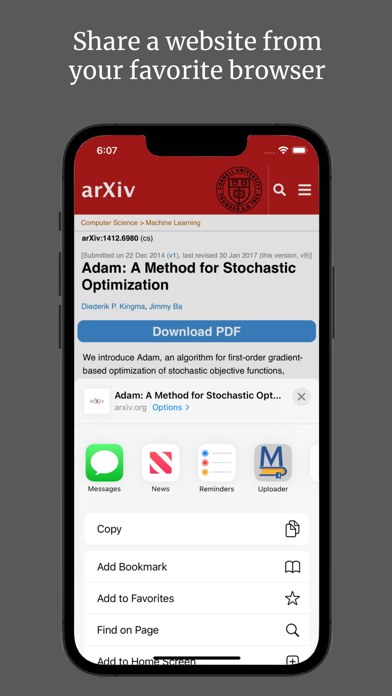 Share a website from
your favorite browser
6:07
arXiv
Computer Science > Machine Learning
arXiv:1412.6980 (cs)
[Submitted on 22 Dec 2014 (v1), last revised 30 Jan 2017 (this version, v9)]
Adam: A Method for Stochastic
Optimization
Diederik P. Kingma, Jimmy Ba
Download PDF
We introduce Adam, an algorithm for first-order gradient-
based optimization of stochastic objective functions,
arXiv
Adam: A Method for Stochastic Opt...
arxiv.org Options >
M
Messages
News
Reminders
Uploader
Copy
Add Bookmark
Add to Favorites
Find on Page
Add to Home Screen